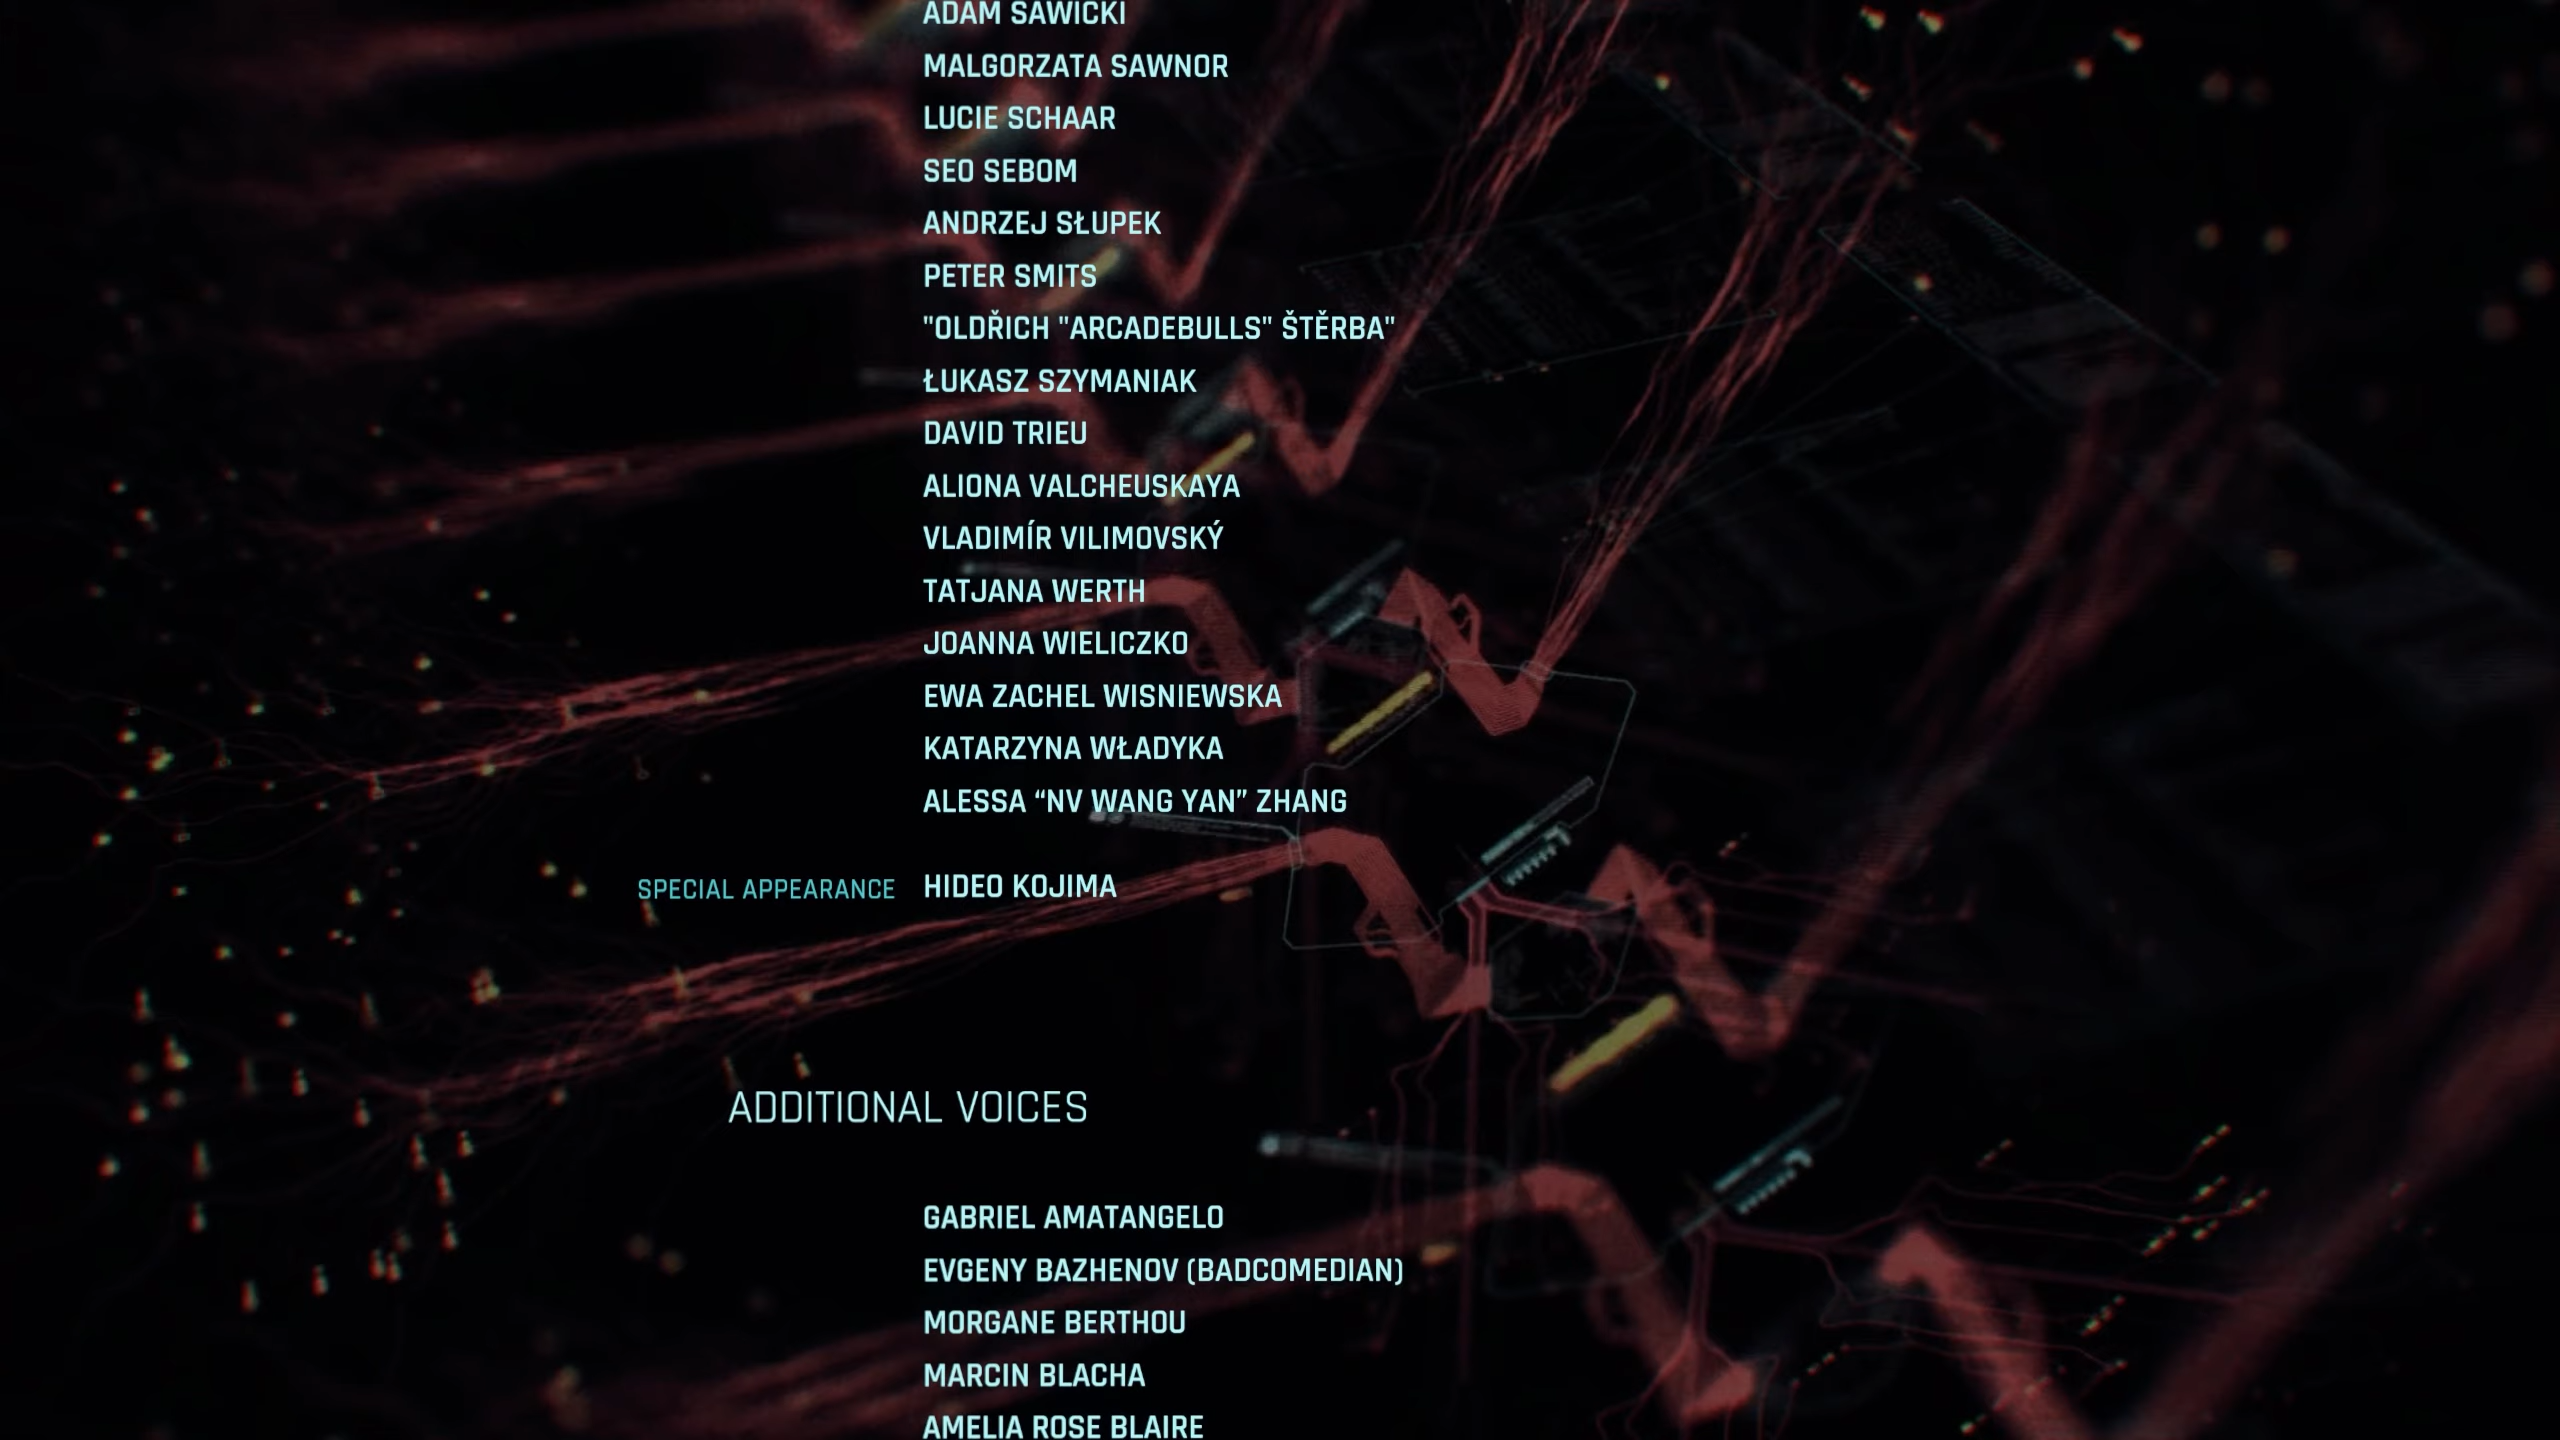 ADAM SAWICKI
MALGORZATA SAWNOR
LUCIE SCHAAR
SEO SEBOM
ANDRZEJ SŁUPEK
PETER SMITS
"OLDŘICH "ARCADEBULLS" ŠTĚRBA"
ŁUKASZ SZYMANIAK
DAVID TRIEU
ALIONA VALCHEUSKAYA
VLADIMÍR VILIMOVSKÝ
TATJANA WERTH
JOANNA WIELICZKO
EWA ZACHEL WISNIEWSKA
KATARZYNA WŁADYKA
ALESSA “NV WANG YAN” ZHANG
SPECIAL APPEARANCE HIDEO KOJIMA
ADDITIONAL VOICES
GABRIEL AMATANGELO
EVGENY BAZHENOV (BADCOMEDIAN)
MORGANE BERTHOU
MARCIN BLACHA
AMELIA ROSE BLAIRE